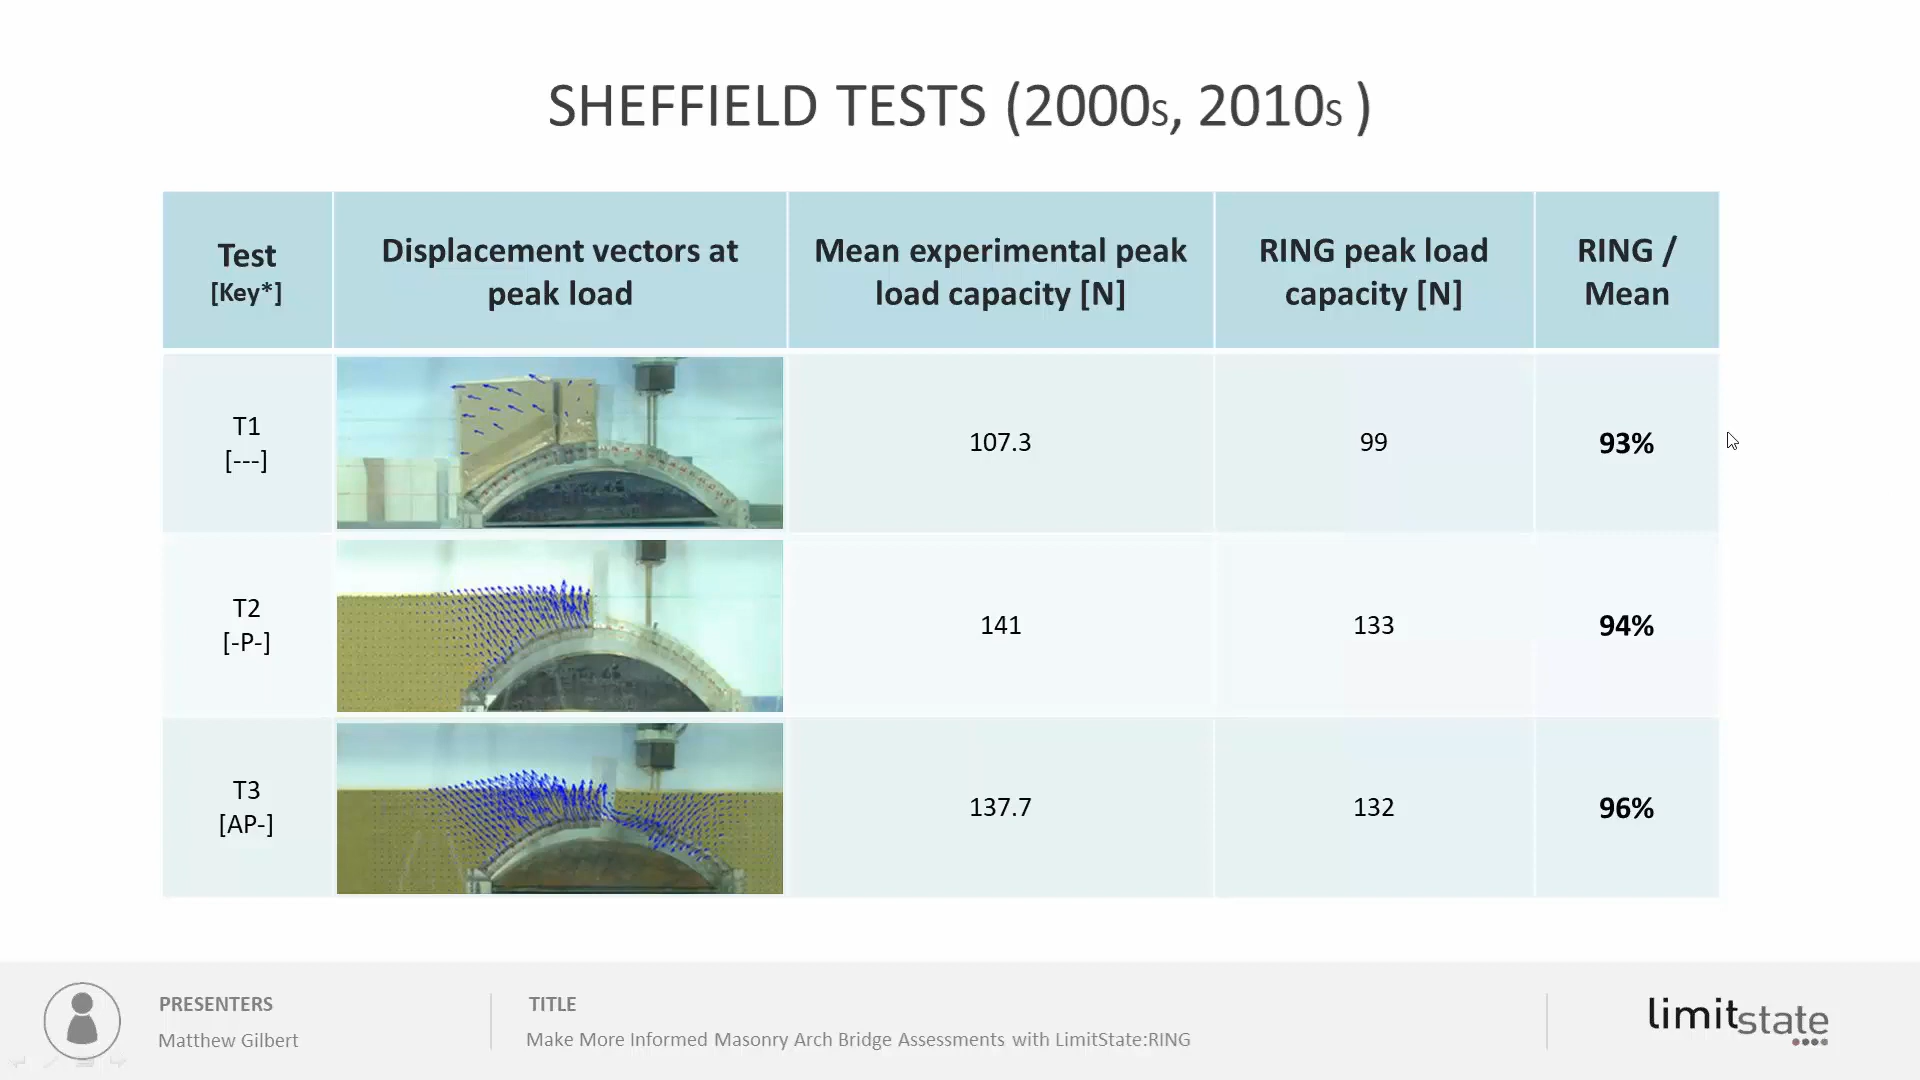 SHEFFIELD TESTS (2000s, 2010s )
Test
[Key*]
Displacement vectors at
peak load
Mean experimental peak
load capacity [N]
RING peak load
capacity [N]
RING /
Mean
T1
[---]
107.3
99
93%
T2
[-P-]
141
133
94%
T3
[AP-]
137.7
132
96%
PRESENTERS
Matthew Gilbert
TITLE
Make More Informed Masonry Arch Bridge Assessments with LimitState:RING
limitstate